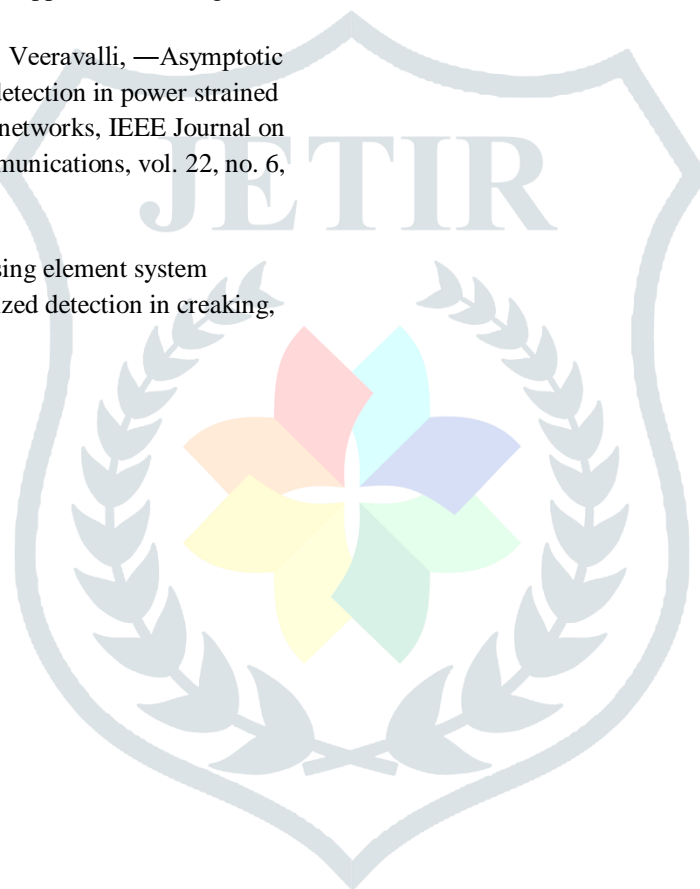 Veeravalli, ―Asymptotic
detection in power strained
networks, IEEE Journal on
munications, vol. 22, no. 6,
JETIR
sing element system
ized detection in creaking,